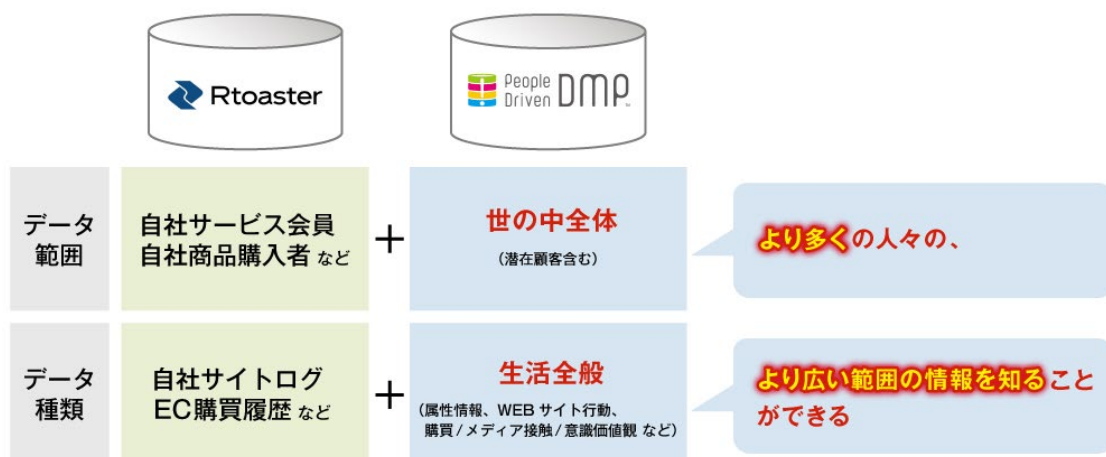 Rtoaster
People
Driven DMP
データ
範囲
自社サービス会員
自社商品購入者 など
+
世の中全体
(潜在顧客含む)
より多くの人々の、
データ
種類
自社サイトログ
EC購買履歴 など
+
生活全般
(属性情報、WEB サイト行動、
購買/メディア接触/意識価値観 など)
より広い範囲の情報を知ること
ができる